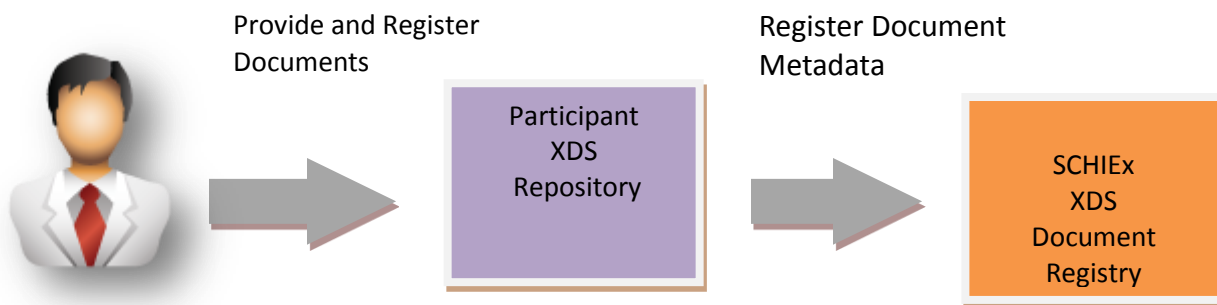 Provide and Register
Documents
Register Document
Metadata
Participant
XDS
Repository
SCHIEx
XDS
Document
Registry